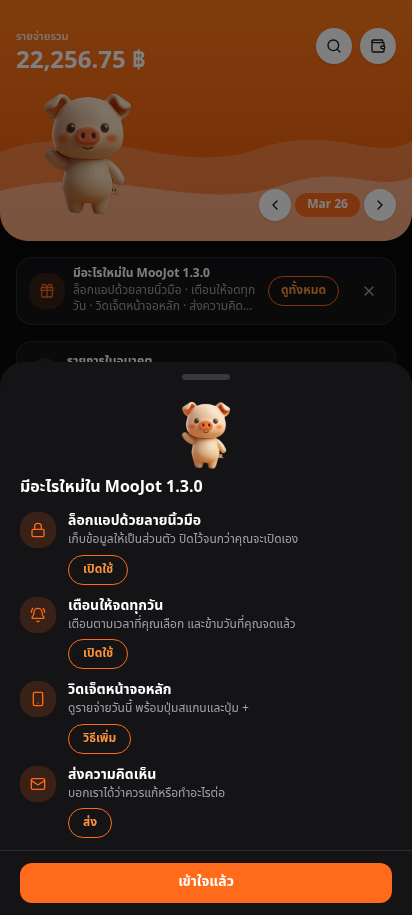 รายจ่ายรวม
22,256.75 ฿
Mar 26
มีอะไรใหม่ใน MooJot 1.3.0
ล็อกแอปด้วยลายนิ้วมือ · เตือนให้จดทุก
วัน · วิดเจ็ตหน้าจอหลัก · ส่งความคิด...
ดูทั้งหมด
รายการในอนาคต
มีอะไรใหม่ใน MooJot 1.3.0
ล็อกแอปด้วยลายนิ้วมือ
เก็บข้อมูลให้เป็นส่วนตัว ปิดไว้จนกว่าคุณจะเปิดเอง
เปิดใช้
เตือนให้จดทุกวัน
เตือนตามเวลาที่คุณเลือก และข้ามวันที่คุณจดแล้ว
เปิดใช้
วิดเจ็ตหน้าจอหลัก
ดูรายจ่ายวันนี้ พร้อมปุ่มสแกนและปุ่ม +
วิธีเพิ่ม
ส่งความคิดเห็น
บอกเราได้ว่าควรแก้หรือทำอะไรต่อ
ส่ง
เข้าใจแล้ว